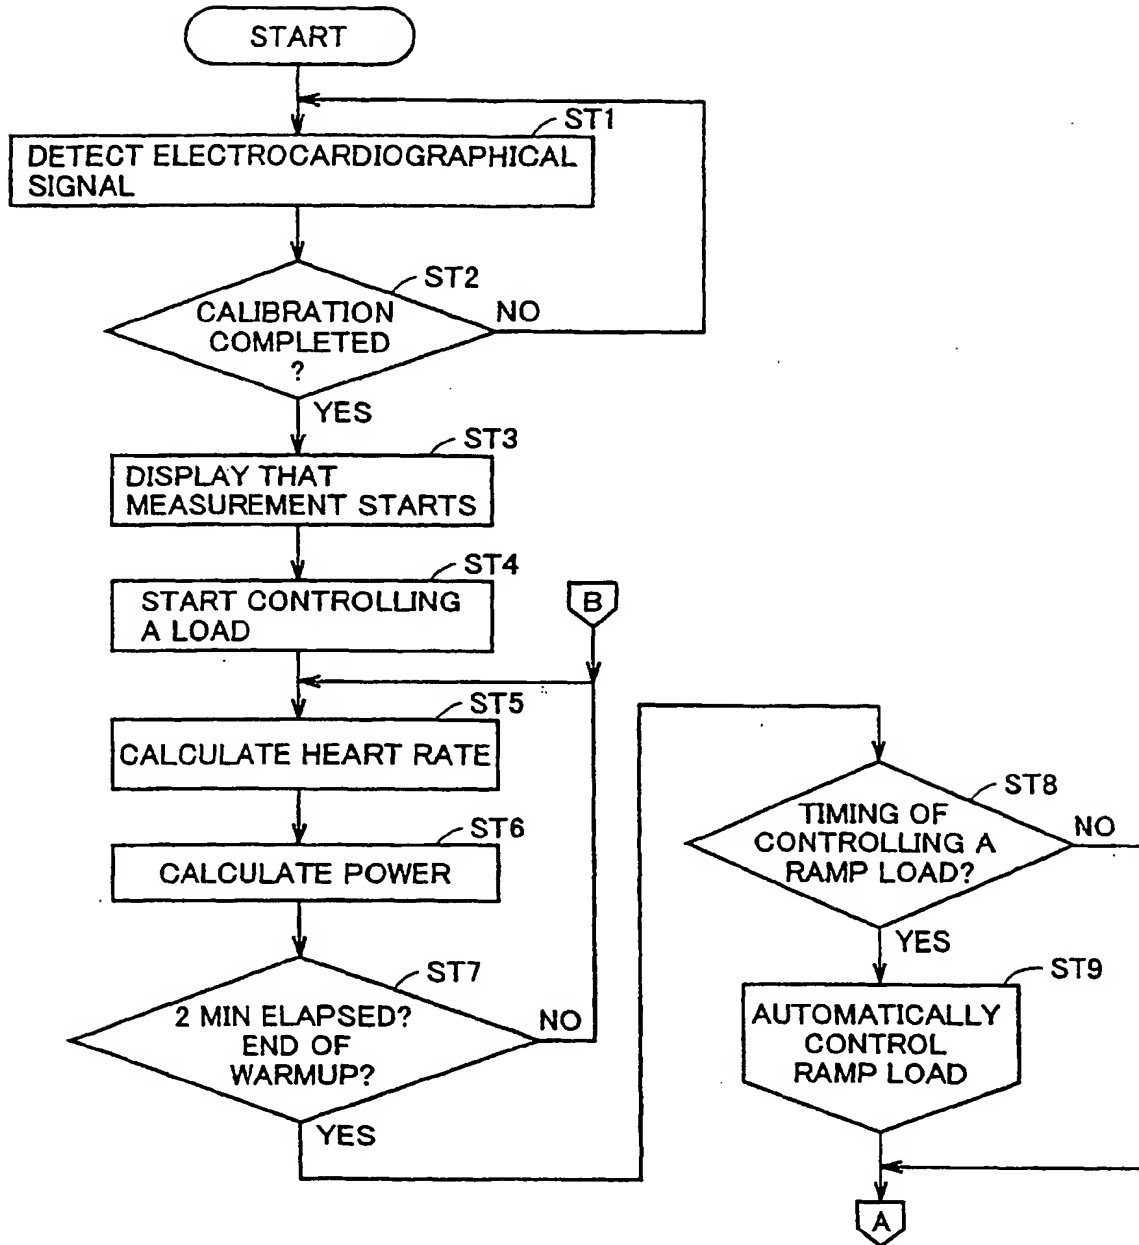 START
ST1
DETECT ELECTROCARDIOGRAPHICAL
SIGNAL
ST2
CALIBRATION
COMPLETED
?
NO
YES
ST3
DISPLAY THAT
MEASUREMENT STARTS
ST4
START CONTROLLING
A LOAD
B
ST5
CALCULATE HEART RATE
ST6
CALCULATE POWER
ST7
2 MIN ELAPSED?
END OF
WARMUP?
NO
YES
ST8
TIMING OF
CONTROLLING A
RAMP LOAD?
NO
YES
ST9
AUTOMATICALLY
CONTROL
RAMP LOAD
A